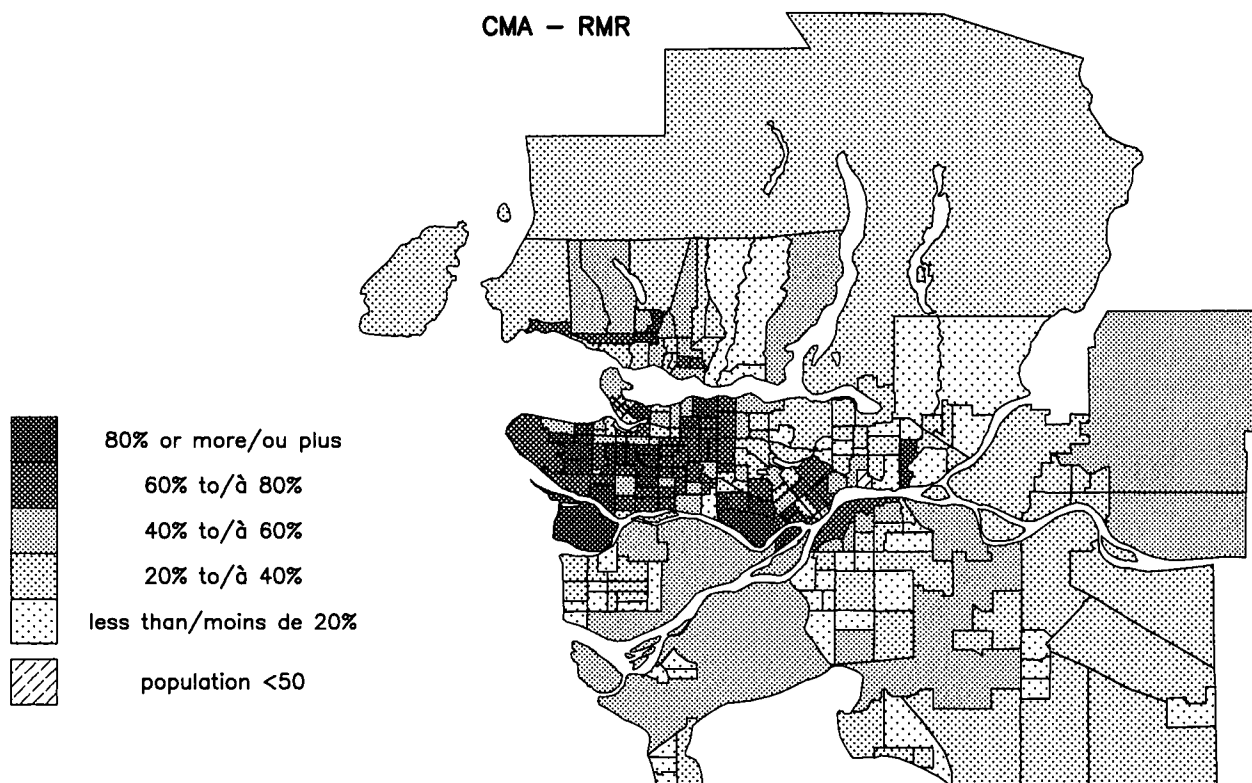 CMA – RMR
80% or more/ou plus
60% to/à 80%
40% to/à 60%
20% to/à 40%
less than/moins de 20%
population <50